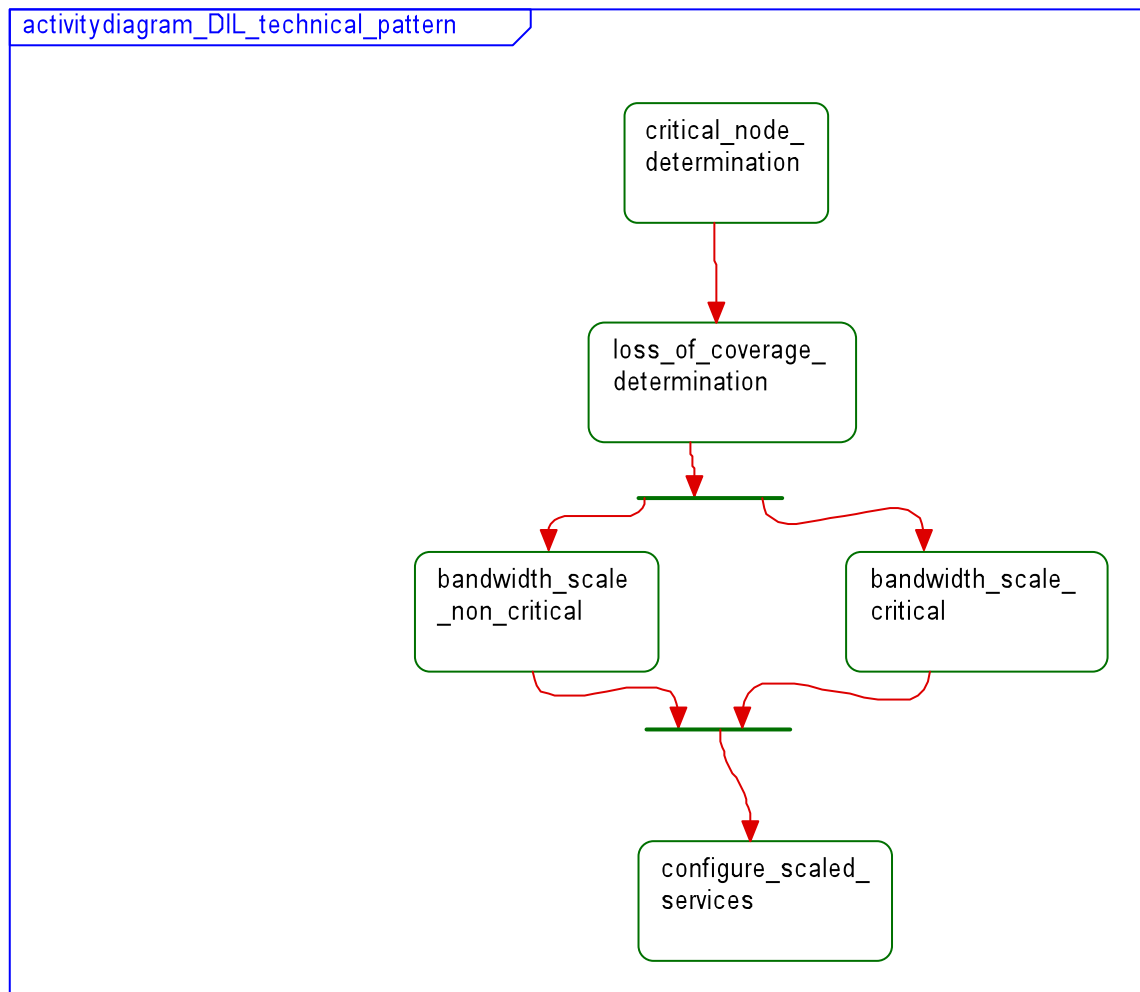 activitydiagram_DIL_technical_pattern
critical_node_
determination
loss_of_coverage_
determination
bandwidth_scale
_non_critical
bandwidth_scale_
critical
configure_scaled_
services